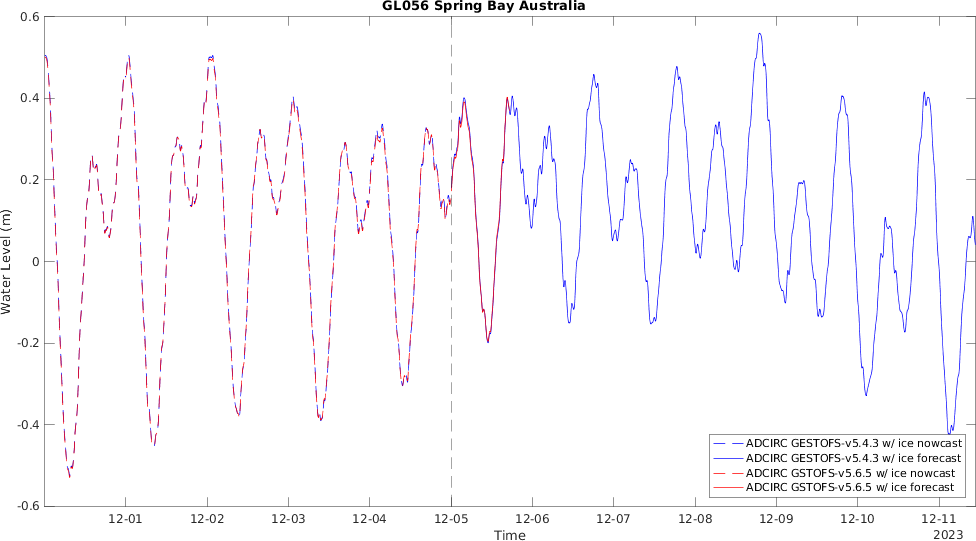 GL056 Spring Bay Australia
0.6
0.4
0.2
0
-0.2
-0.4
-0.6
Water Level (m)
12-01 12-02 12-03 12-04 12-05 12-06 12-07 12-08 12-09 12-10 12-11
Time
2023
ADCIRC GESTOFS-v5.4.3 w/ ice nowcast
ADCIRC GESTOFS-v5.4.3 w/ ice forecast
ADCIRC GSTOFS-v5.6.5 w/ ice nowcast
ADCIRC GSTOFS-v5.6.5 w/ ice forecast